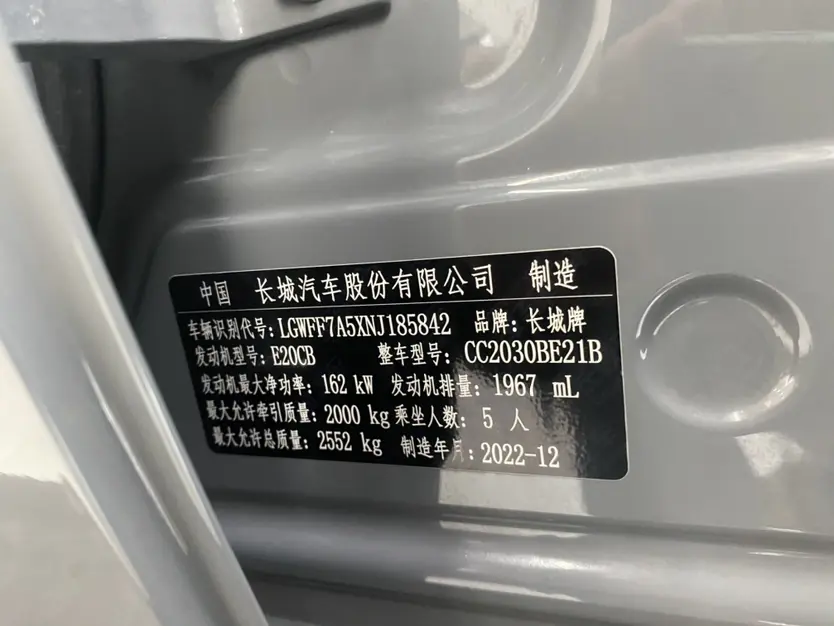 中国 长城汽车股份有限公司 制造
车辆识别代号：LGWFF7A5XNJ185842 品牌：长城牌
发动机型号：E20CB 整车型号：CC2030BE21B
发动机最大净功率：162 kW 发动机排量：1967 mL
最大允许牵引质量：2000 kg 乘坐人数：5 人
最大允许总质量：2552 kg 制造年月：2022-12